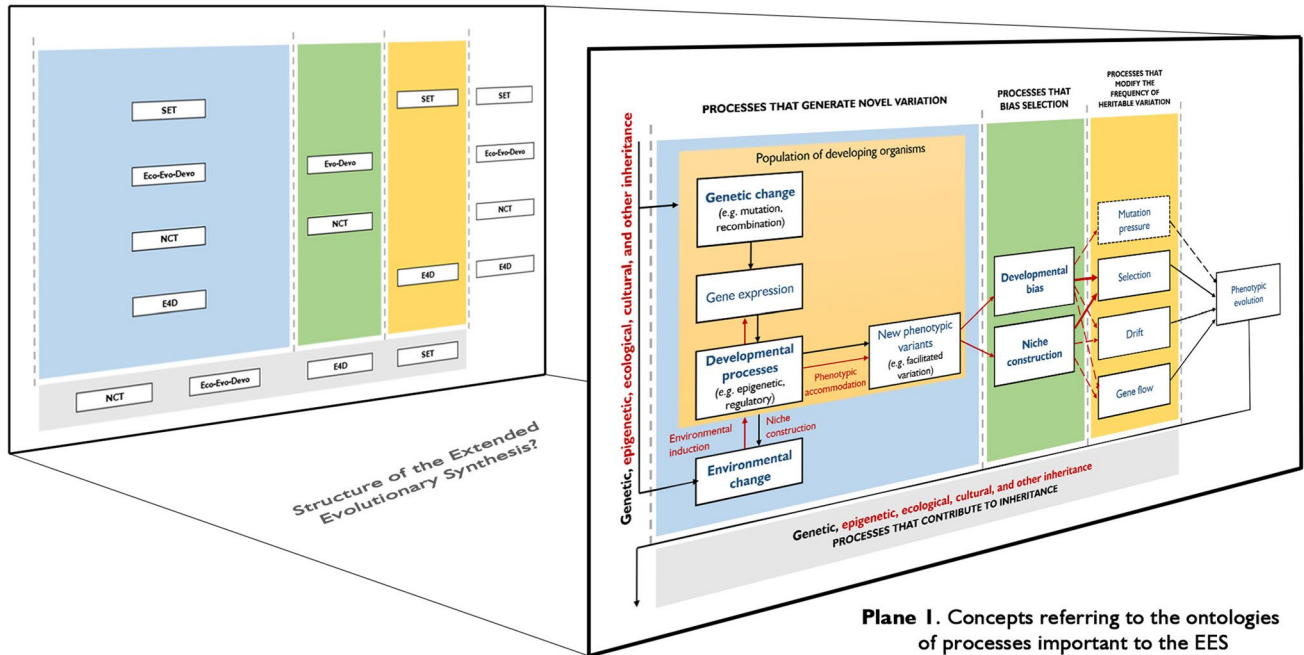 SET
Eco-Evo-Devo
NCT
E4D
Evo-Devo
NCT
SET
E4D
SET
Eco-Evo-Devo
NCT
E4D
NCT
Eco-Evo-Devo
E4D
SET
Structure of the Extended
Evolutionary Synthesis?
PROCESSES THAT GENERATE NOVEL VARIATION
PROCESSES THAT
BIAS SELECTION
PROCESSES THAT
MODIFY THE
FREQUENCY OF
HERITABLE VARIATION
Genetic, epigenetic, ecological, cultural, and other inheritance
Population of developing organisms
Genetic change
(e.g. mutation,
recombination)
Gene expression
Developmental
processes
(e.g. epigenetic,
regulatory)
Phenotypic
accommodation
New phenotypic
variants
(e.g. facilitated
variation)
Environmental
induction
Niche
construction
Environmental
change
Developmental
bias
Niche
construction
Mutation
pressure
Selection
Drift
Gene flow
Phenotypic
evolution
Genetic, epigenetic, ecological, cultural, and other inheritance
PROCESSES THAT CONTRIBUTE TO INHERITANCE
Plane 1. Concepts referring to the ontologies
of processes important to the EES